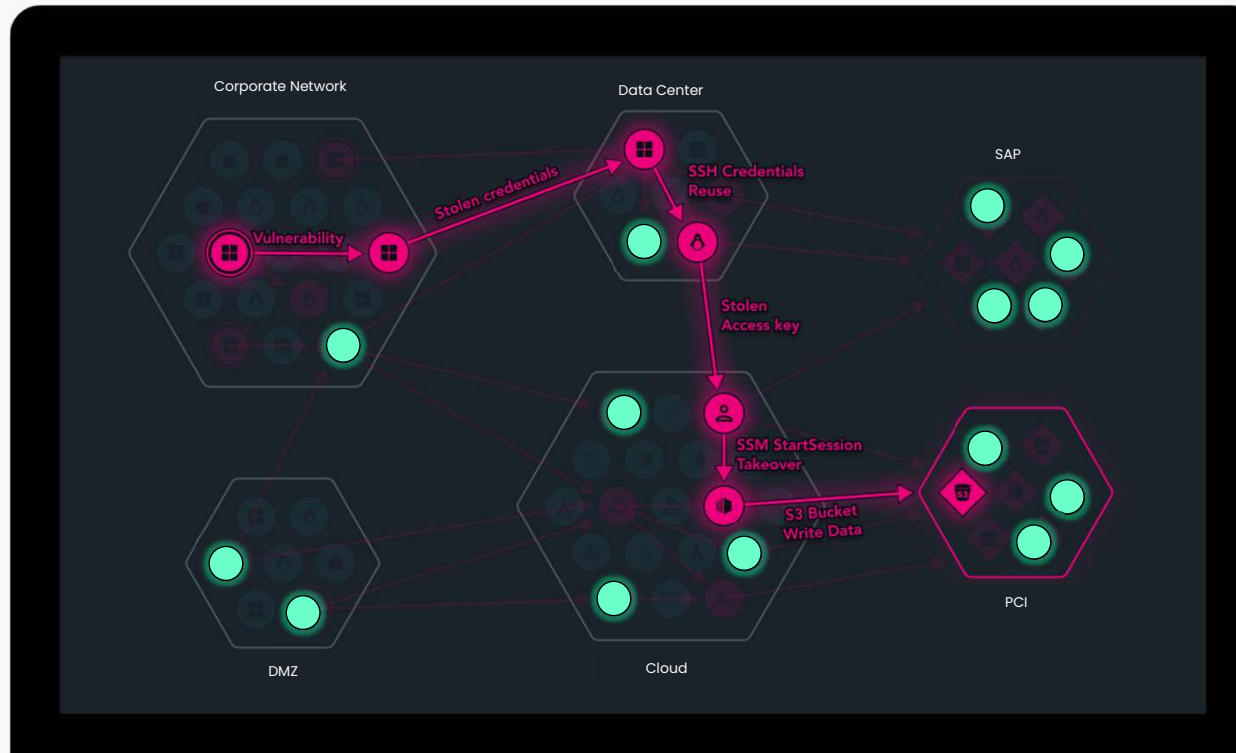 Corporate Network
Data Center
SAP
Stolen credentials
SSH Credentials
Reuse
Vulnerability
Stolen
Access key
SSM StartSession
Takeover
S3
S3 Bucket
Write Data
PCI
DMZ
Cloud